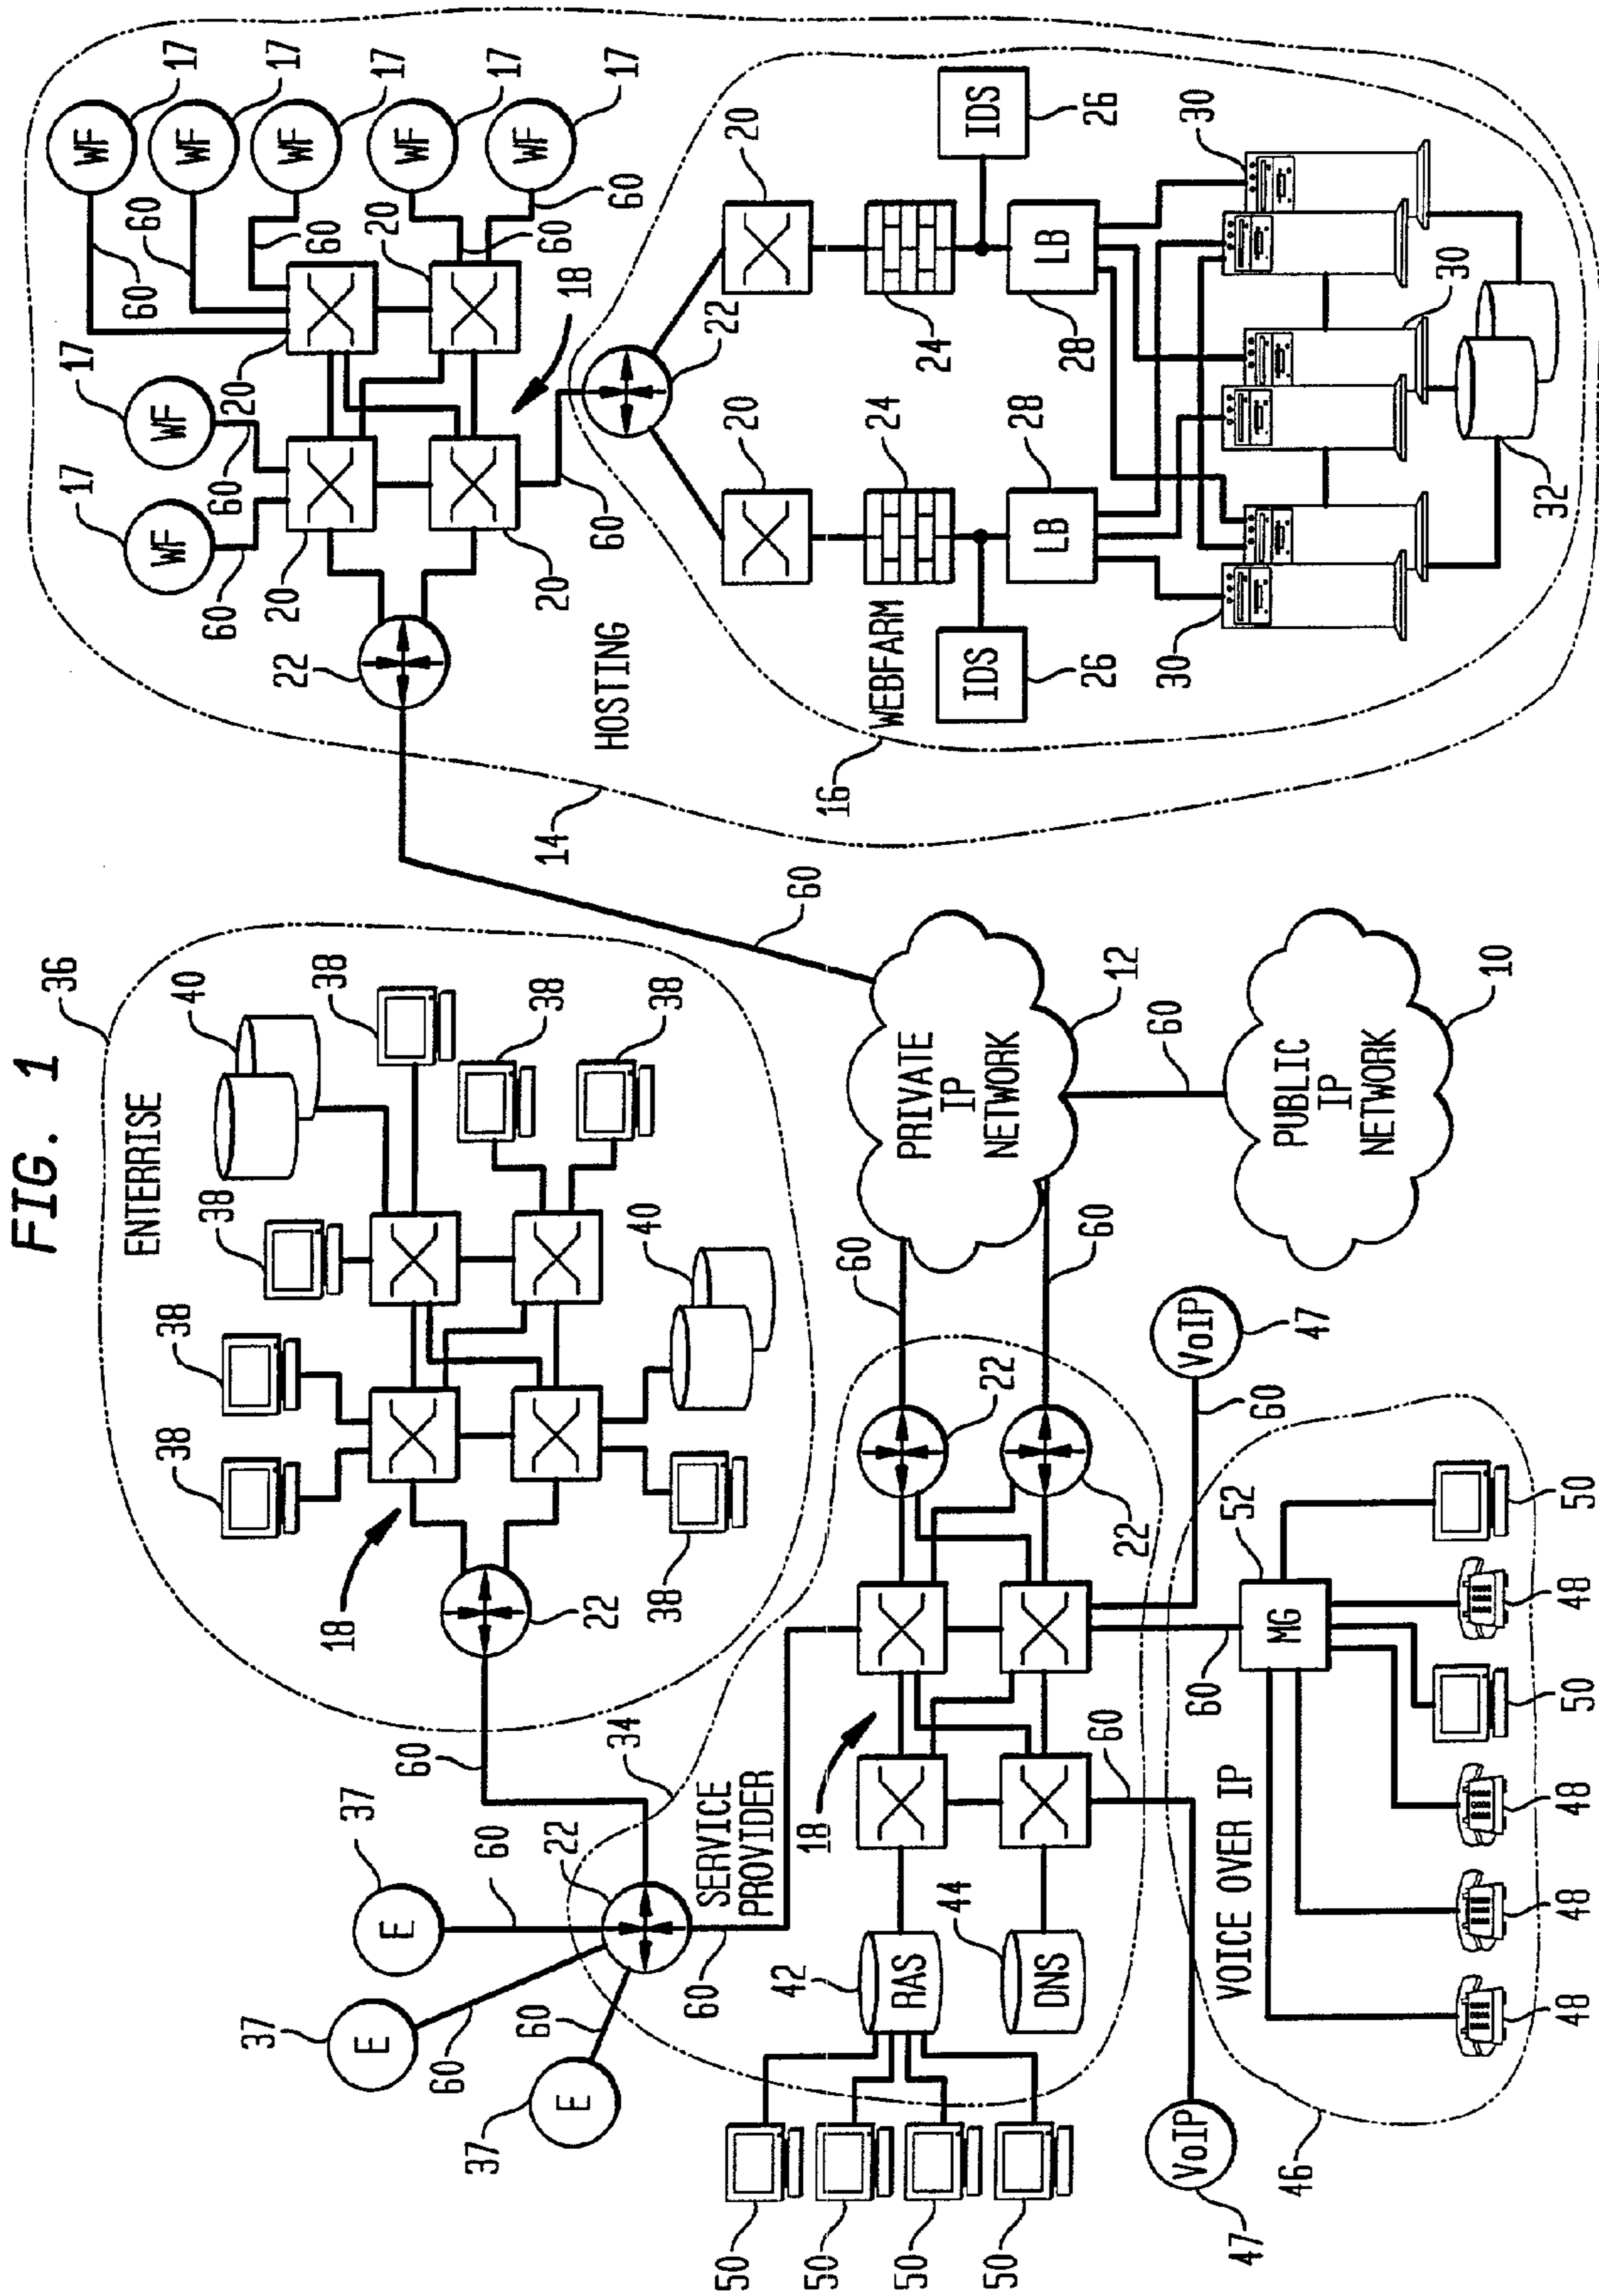 FIG. 1
ENTERRISE
36
40
38
38
38
38
38
38
38
40
18
22
60
37
E
60
37
E
60
37
E
60
22
60
34
SERVICE
PROVIDER
18
42
RAS
44
DNS
50
50
50
50
22
22
60
60
60
60
60
47
VoIP
47
VoIP
46
VOICE OVER IP
52
MG
48
48
48
48
50
50
PRIVATE
IP
NETWORK
12
60
PUBLIC
IP
NETWORK
10
60
14
HOSTING
22
WF
17
WF
17
WF
17
WF
17
WF
17
WF
17
WF
17
60
60
60
60
60
60
60
20
20
20
20
18
60
22
16
WEBFARM
20
20
24
24
IDS
26
IDS
26
LB
28
LB
28
30
30
30
32